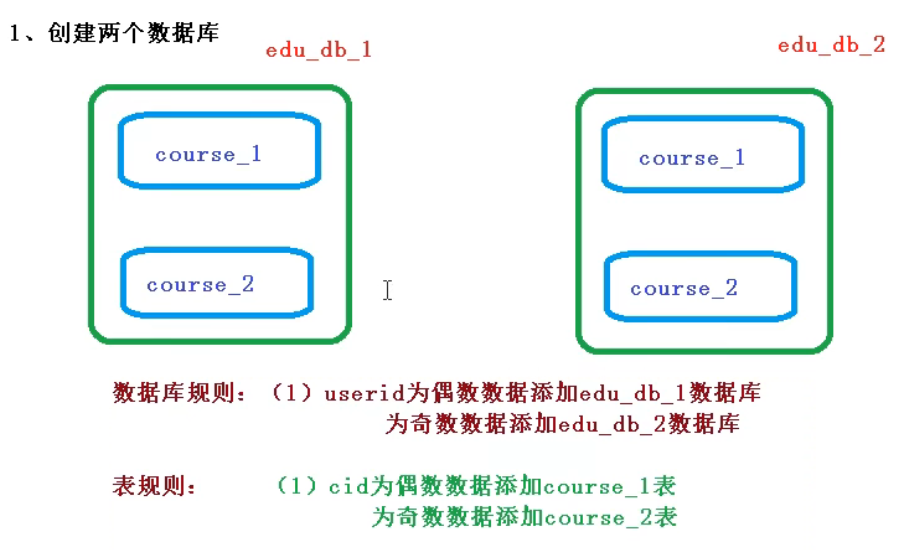 1、创建两个数据库
edu_db_1
edu_db_2
course_1
course_1
course_2
course_2
数据库规则：（1）userid为偶数数据添加edu_db_1数据库
为奇数数据添加edu_db_2数据库
表规则：（1）cid为偶数数据添加course_1表
为奇数数据添加course_2表